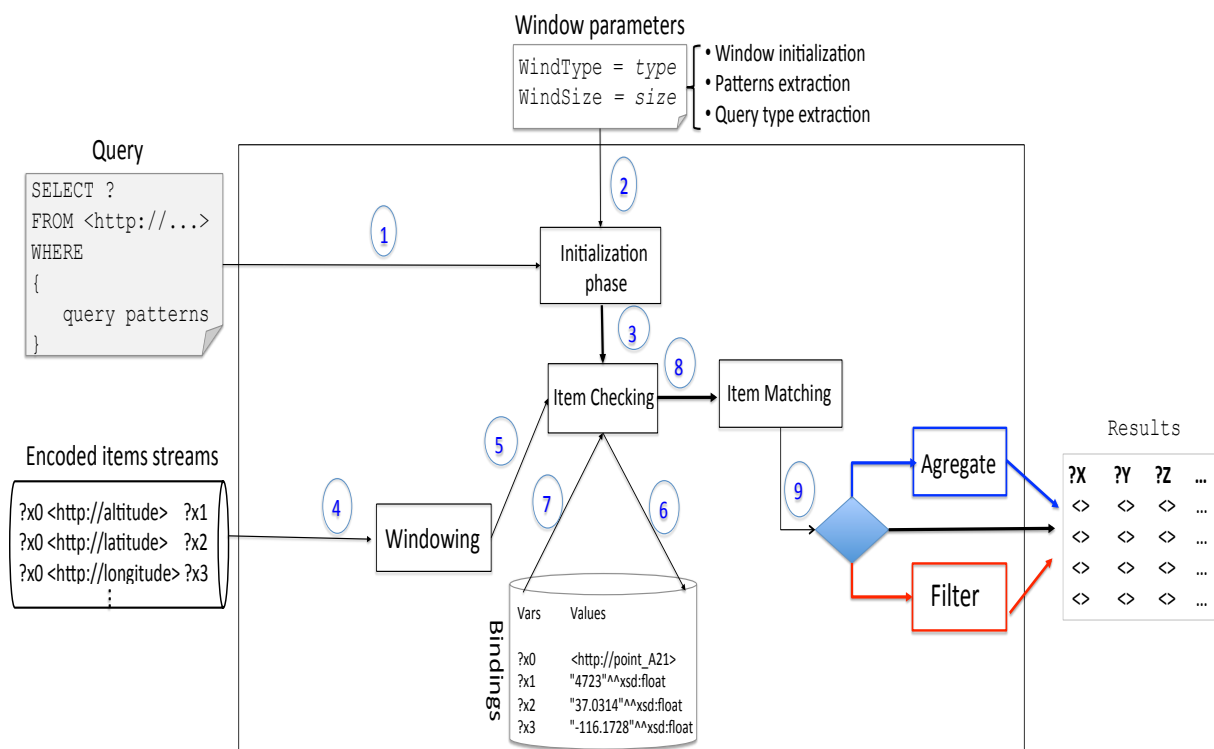 Window parameters
WindType = type
WindSize = size
• Window initialization
• Patterns extraction
• Query type extraction
Query
SELECT ?
FROM <http://...>
WHERE
{
query patterns
}
1
2
Initialization
phase
3
Item Checking
8
Item Matching
Encoded items streams
?x0 <http://altitude> ?x1
?x0 <http://latitude> ?x2
?x0 <http://longitude> ?x3
⋮
4
Windowing
5
7
6
9
Agregate
Filter
Results
?X ?Y ?Z ...
<> <> <> ...
<> <> <> ...
<> <> <> ...
<> <> <> ...
Bindings
Vars Values
?x0 <http://point_A21>
?x1 "4723"^^xsd:float
?x2 "37.0314"^^xsd:float
?x3 "-116.1728"^^xsd:float